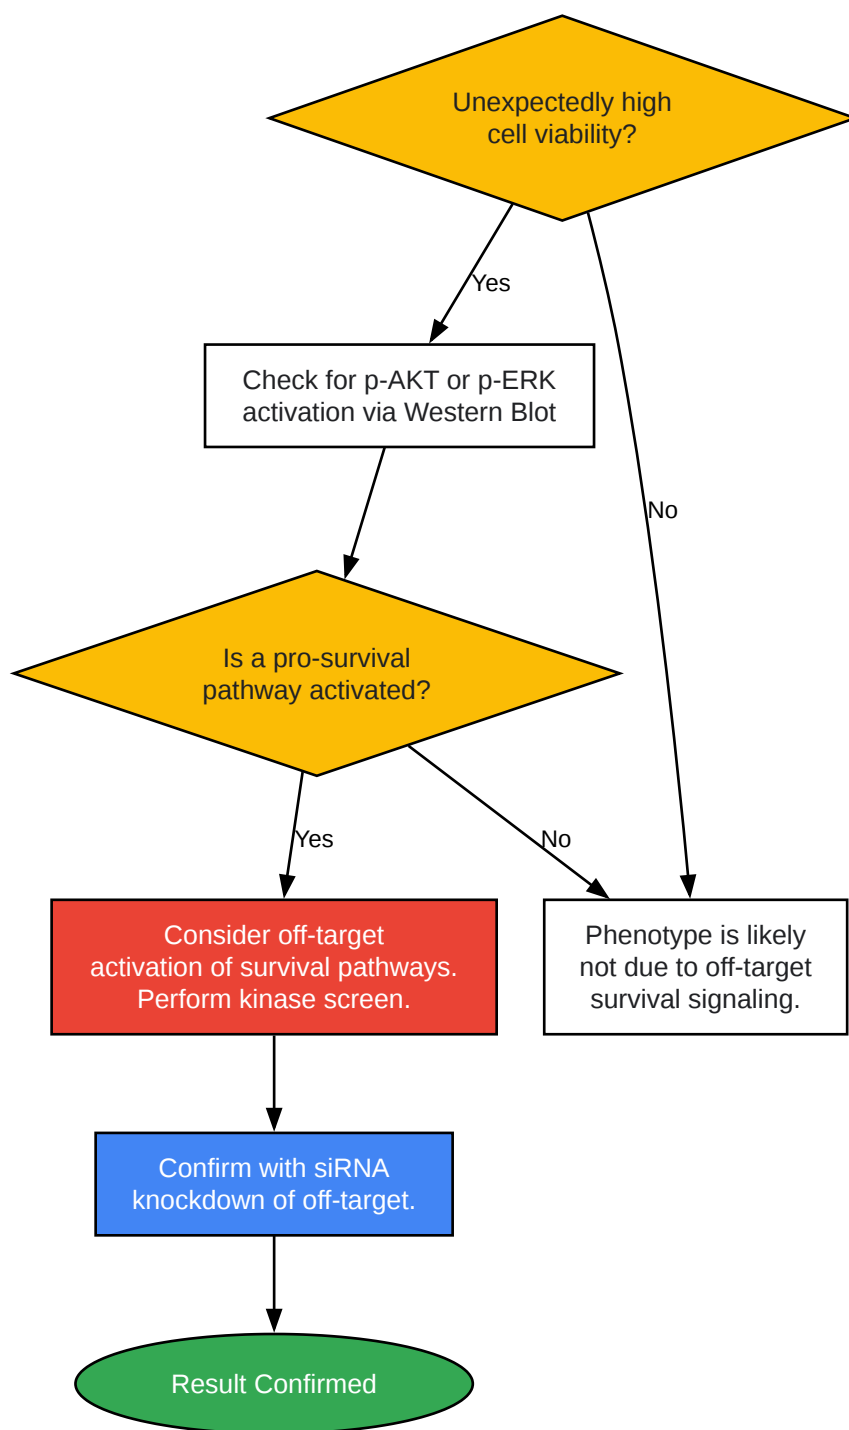 Unexpectedly high
cell viability?
Yes
Check for p-AKT or p-ERK
activation via Western Blot
No
Is a pro-survival
pathway activated?
Yes
No
Consider off-target
activation of survival pathways.
Perform kinase screen.
Phenotype is likely
not due to off-target
survival signaling.
Confirm with siRNA
knockdown of off-target.
Result Confirmed